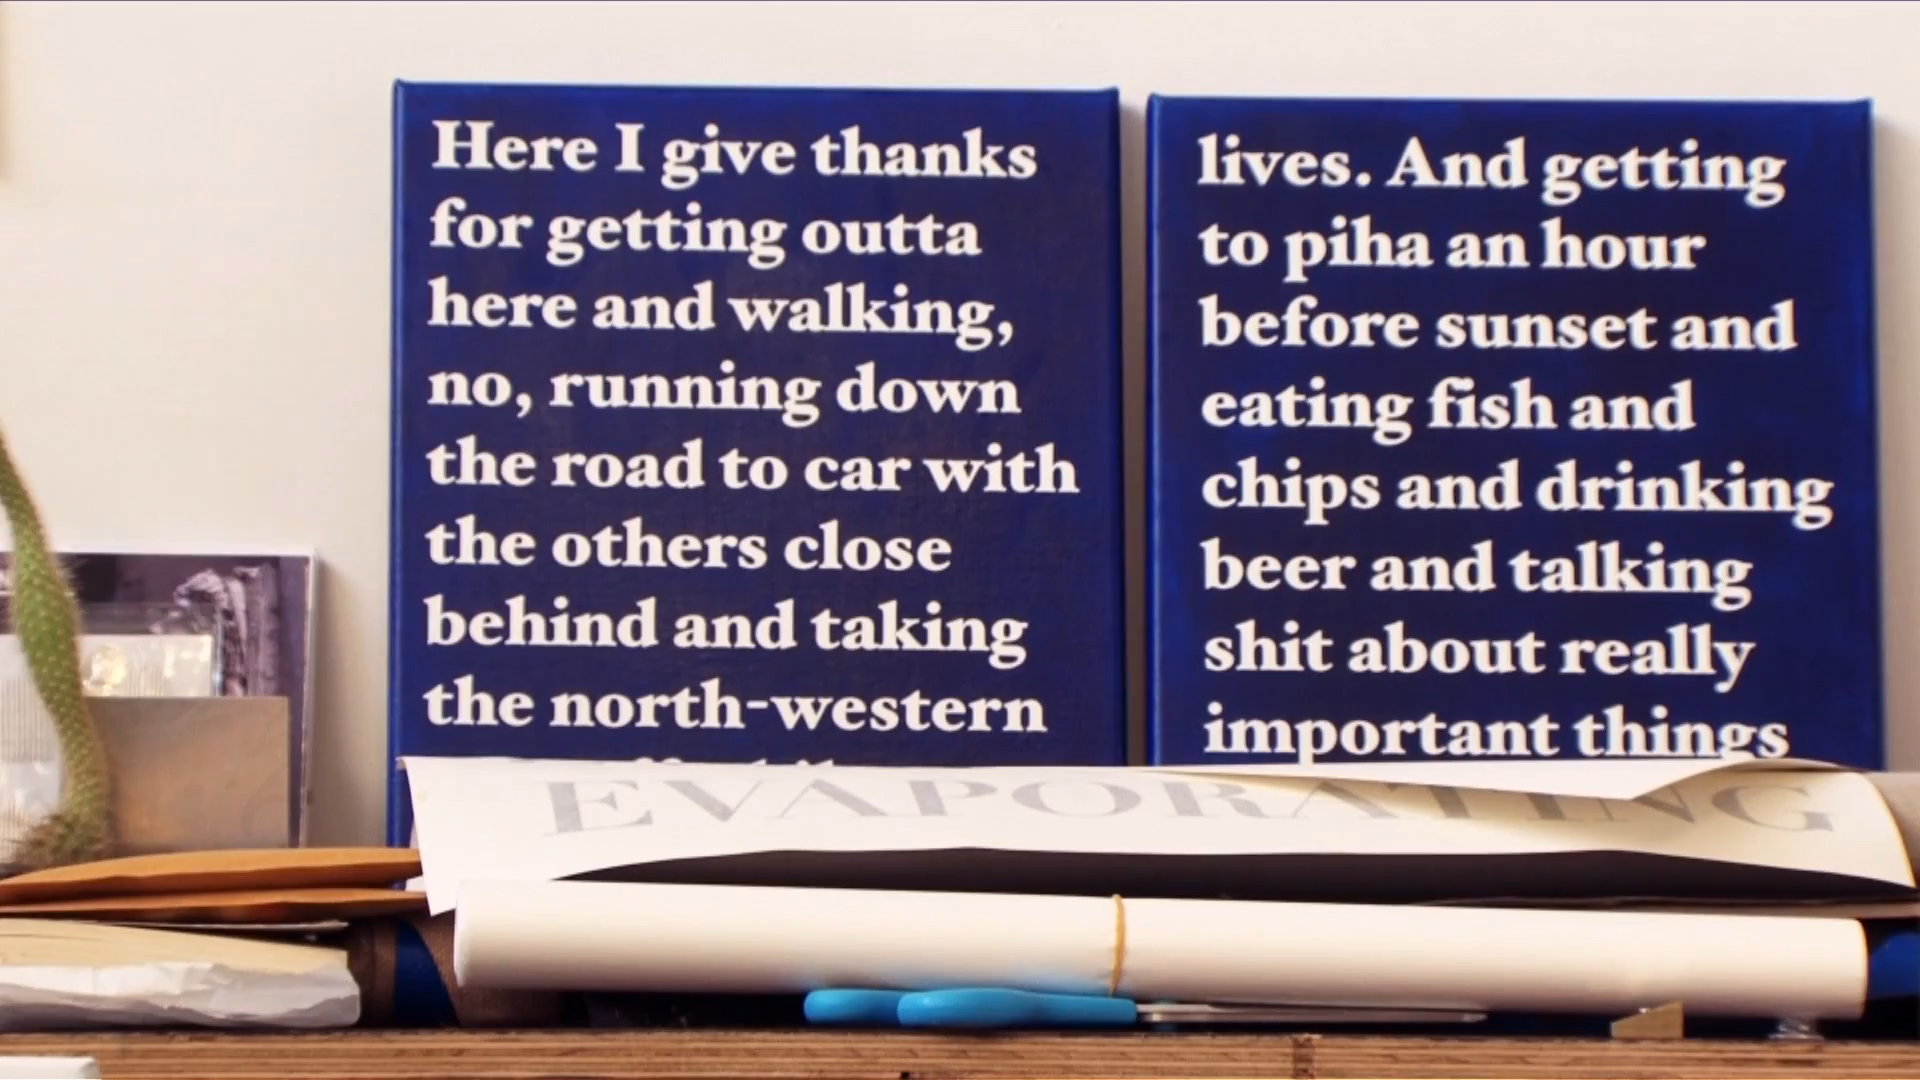 Here I give thanks
for getting outta
here and walking,
no, running down
the road to car with
the others close
behind and taking
the north-western
lives. And getting
to piha an hour
before sunset and
eating fish and
chips and drinking
beer and talking
shit about really
important things
EVAPORATING